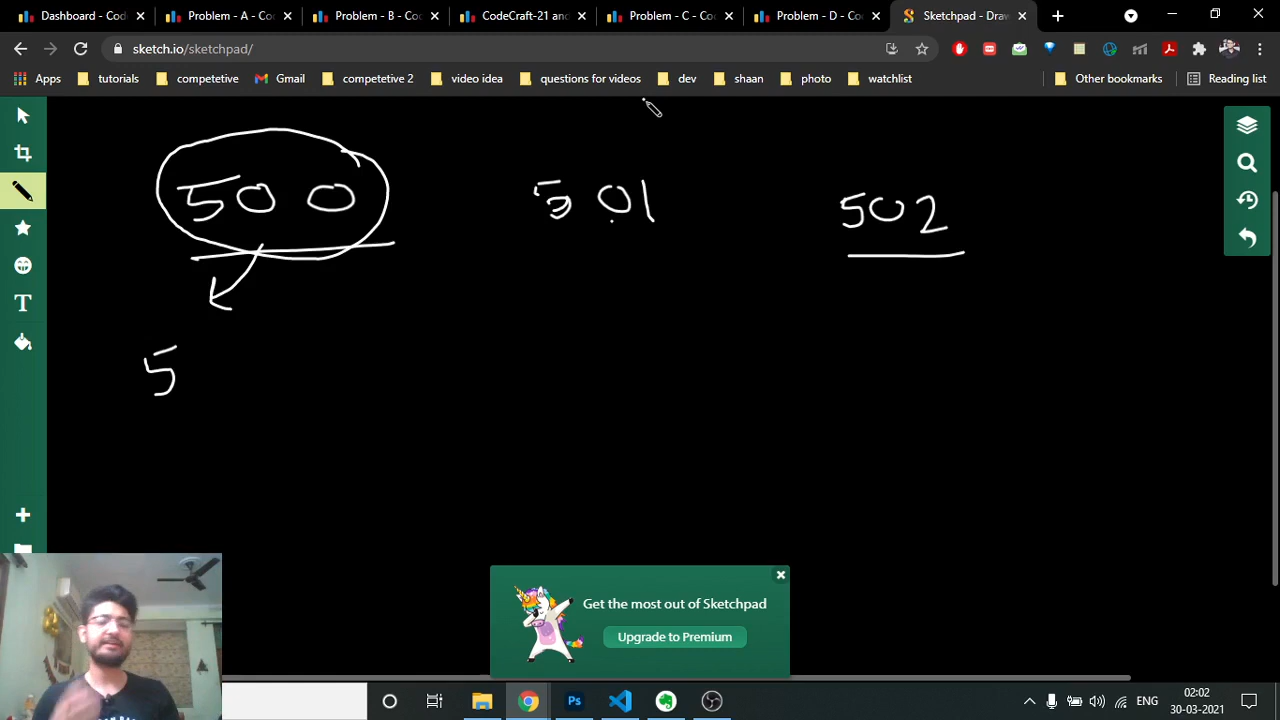 Dashboard - Code
Problem - A - Co
Problem - B - Co
CodeCraft-21 and
Problem - C - Co
Problem - D - Co
Sketchpad - Draw
sketch.io/sketchpad/
Apps tutorials competetive Gmail competetive 2 video idea questions for videos dev shaan photo watchlist Other bookmarks Reading list
500 501 502
5
Get the most out of Sketchpad
Upgrade to Premium
ENG 02:02
30-03-2021